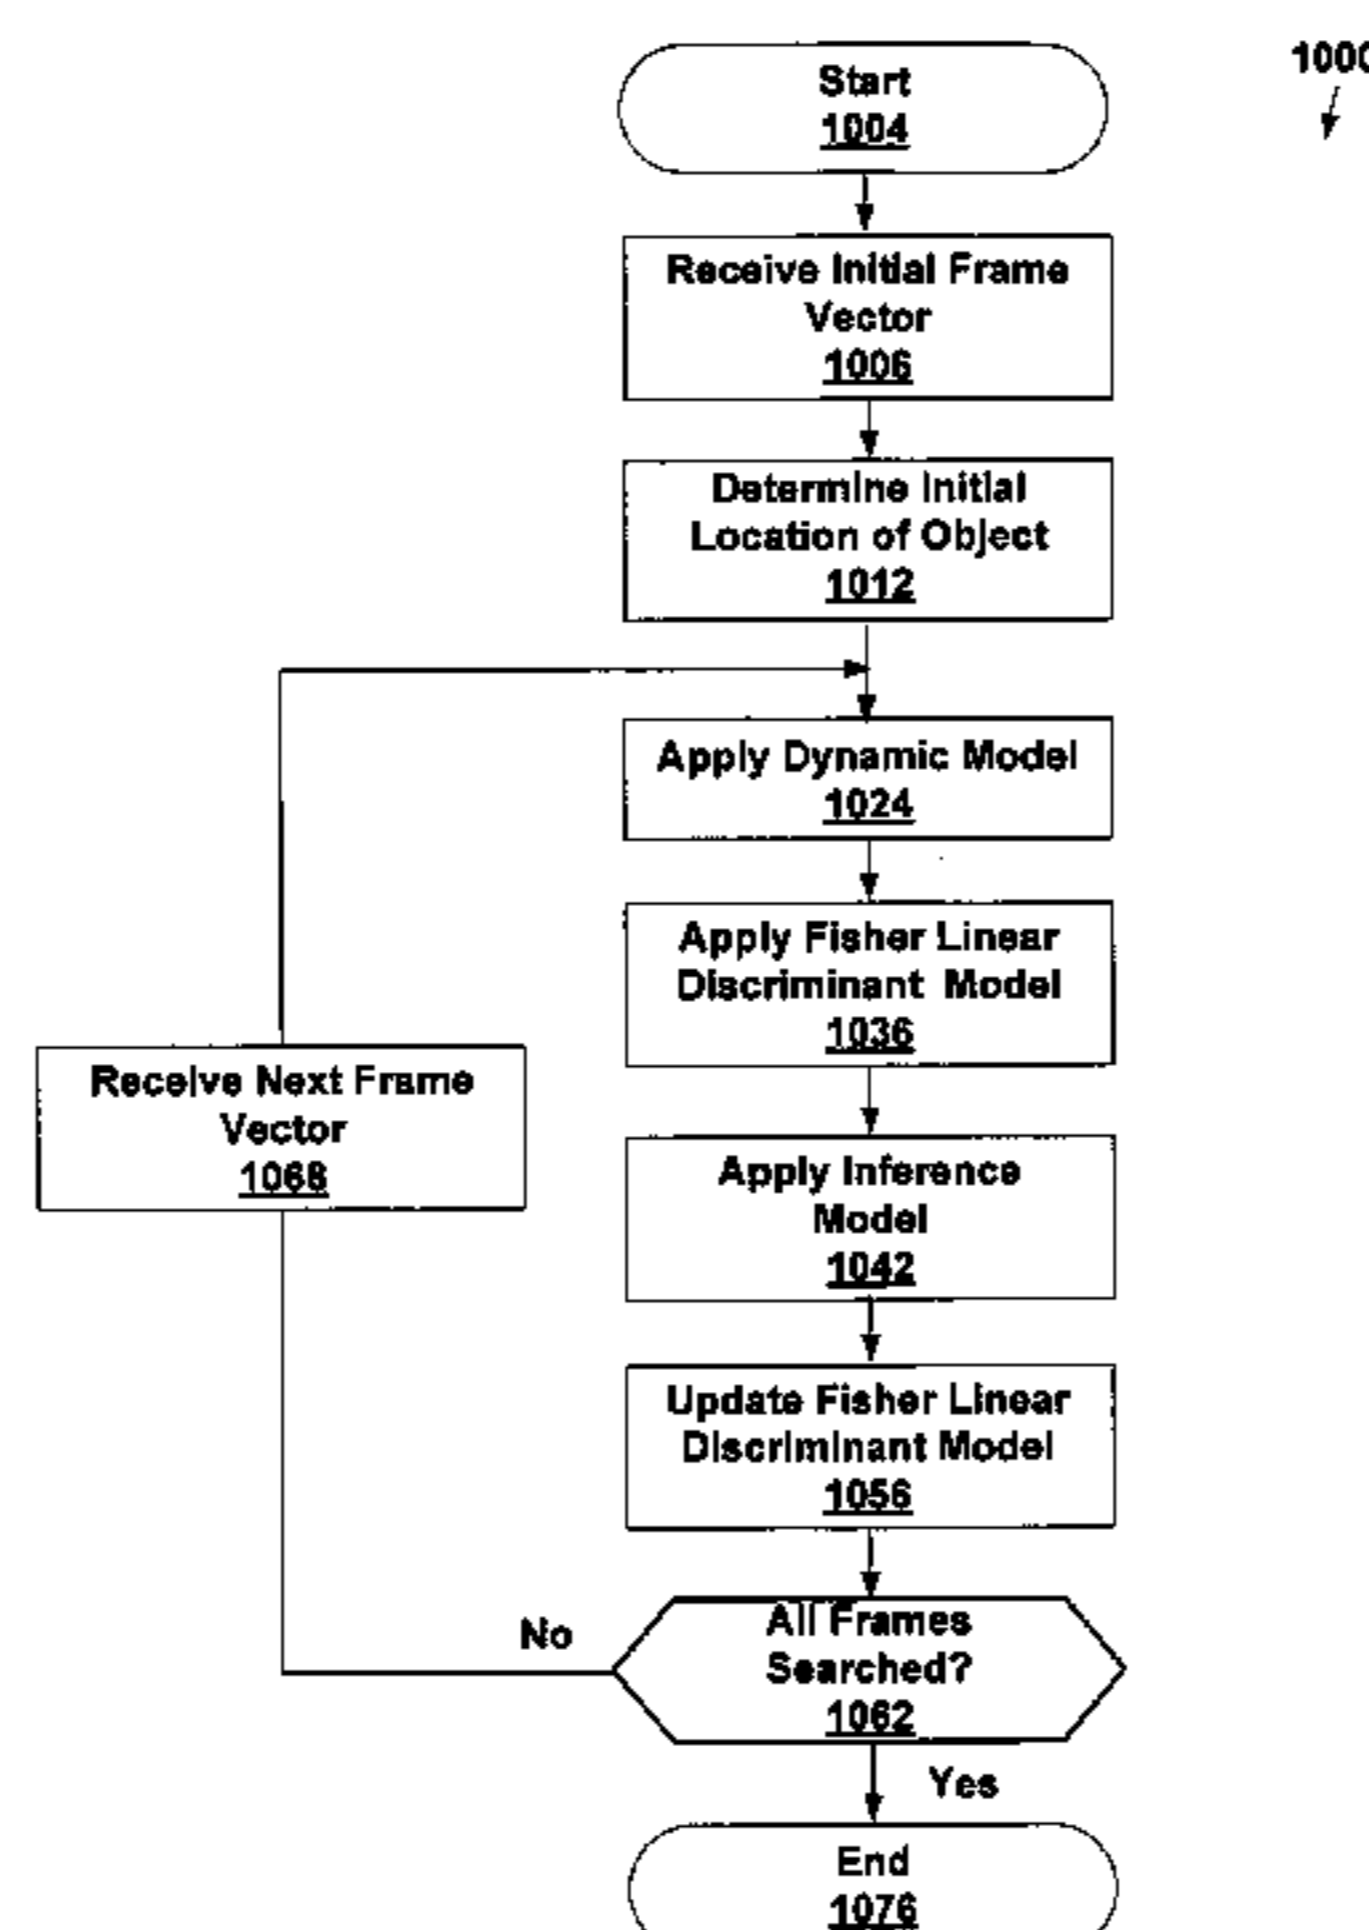 1000
Start
1004
Receive Initial Frame
Vector
1006
Determine Initial
Location of Object
1012
Apply Dynamic Model
1024
Apply Fisher Linear
Discriminant Model
1036
Receive Next Frame
Vector
1068
Apply Inference
Model
1042
Update Fisher Linear
Discriminant Model
1056
No
All Frames
Searched?
1062
Yes
End
1076